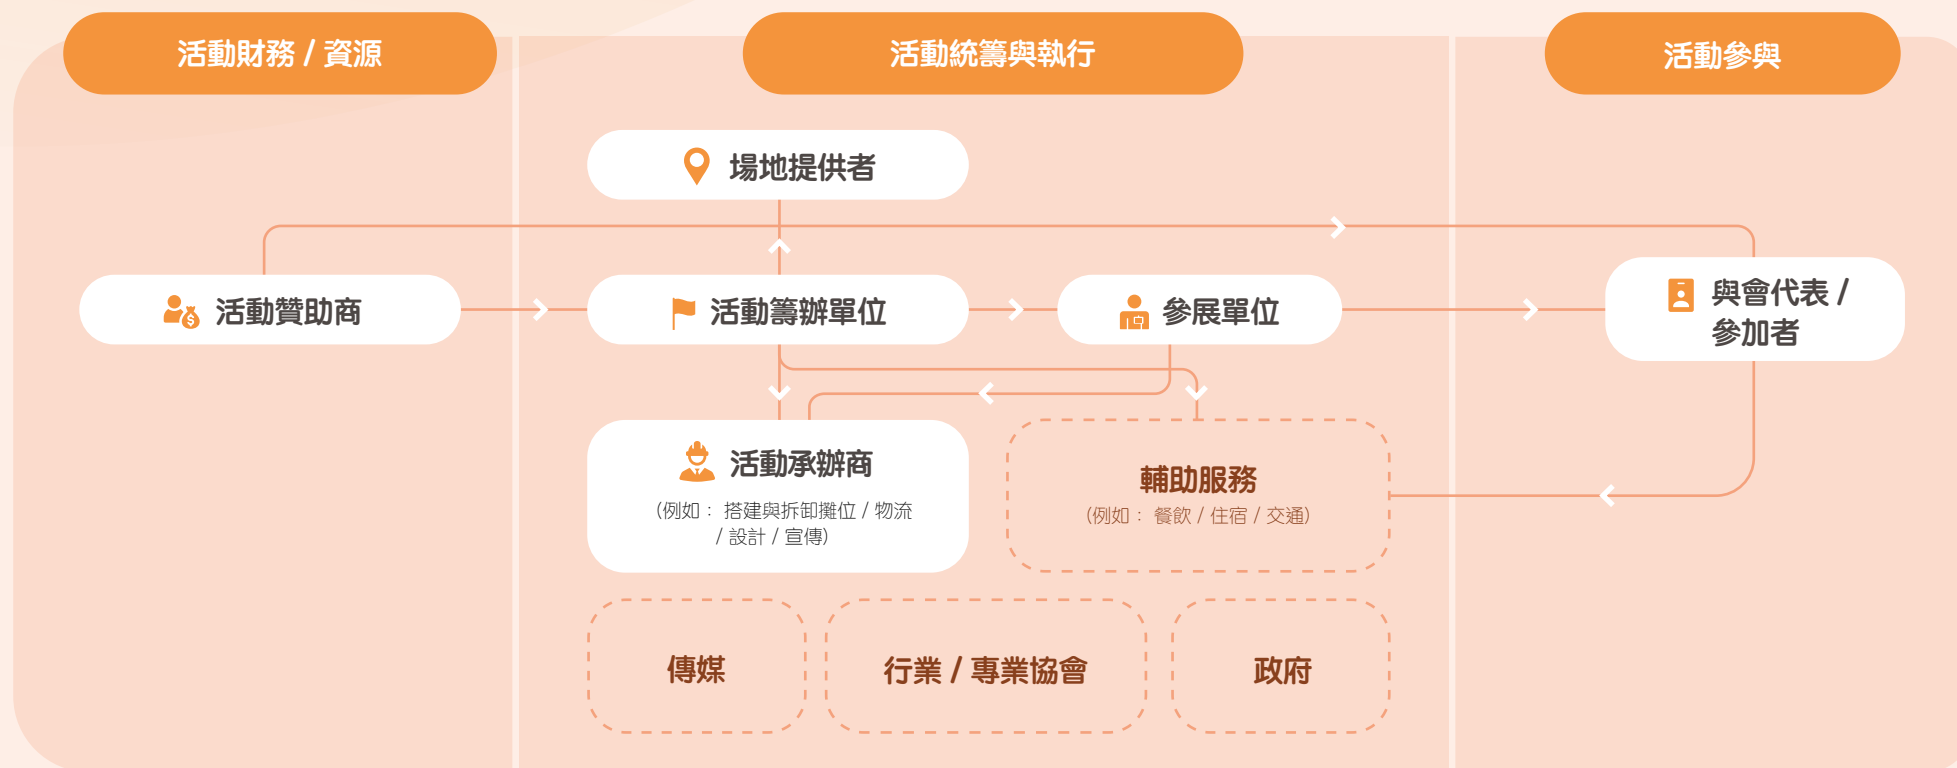 活動財務 / 資源
活動統籌與執行
活動參與
場地提供者
活動贊助商
活動籌辦單位
參展單位
與會代表 /
參加者
活動承辦商
(例如： 搭建與拆卸攤位 / 物流
/ 設計 / 宣傳)
輔助服務
(例如： 餐飲 / 住宿 / 交通)
傳媒
行業 / 專業協會
政府